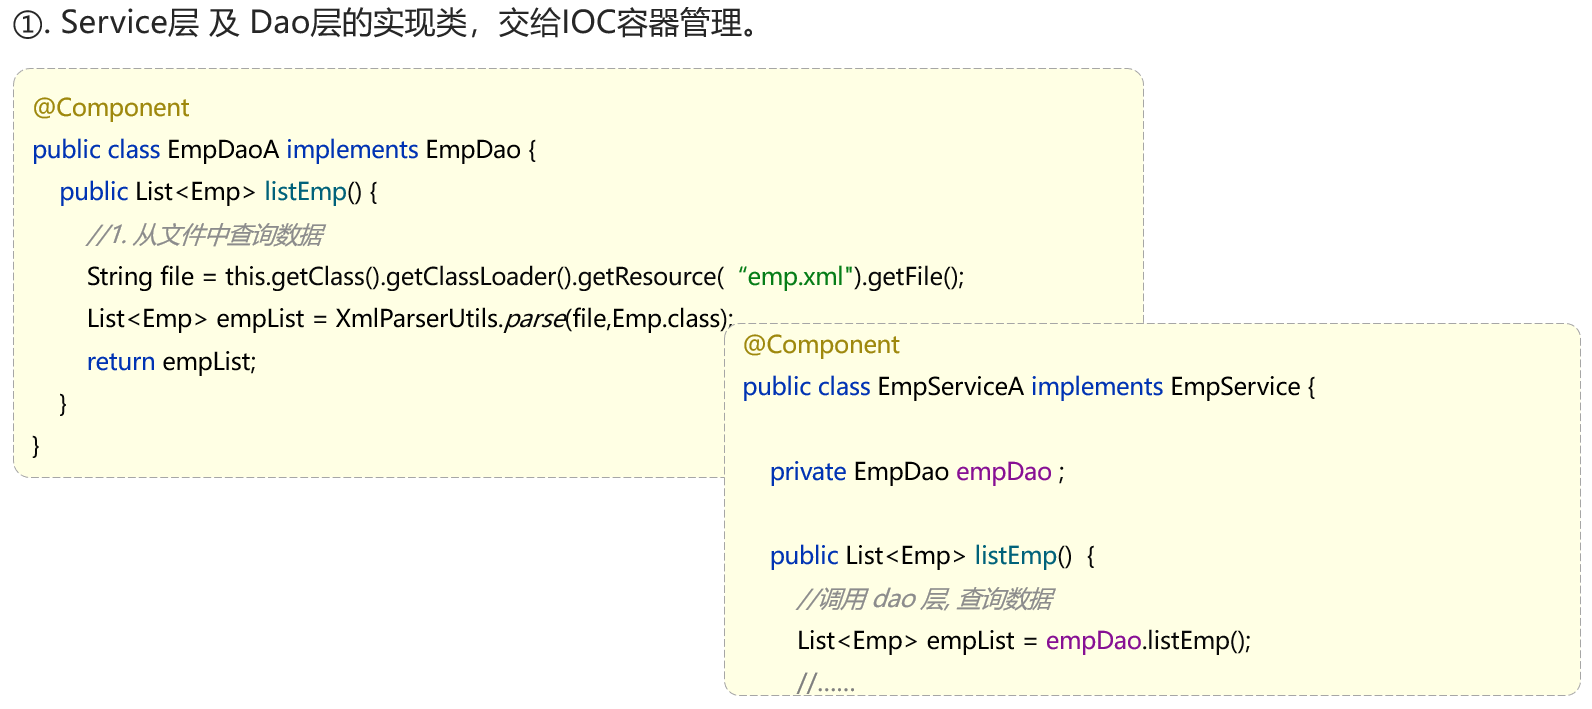 ①. Service层 及 Dao层的实现类，交给IOC容器管理。
@Component
public class EmpDaoA implements EmpDao {
public List<Emp> listEmp() {
//1. 从文件中查询数据
String file = this.getClass().getClassLoader().getResource( “emp.xml").getFile();
List<Emp> empList = XmlParserUtils.parse(file,Emp.class);
return empList;
}
}
@Component
public class EmpServiceA implements EmpService {
private EmpDao empDao ;
public List<Emp> listEmp() {
//调用 dao 层, 查询数据
List<Emp> empList = empDao.listEmp();
//......